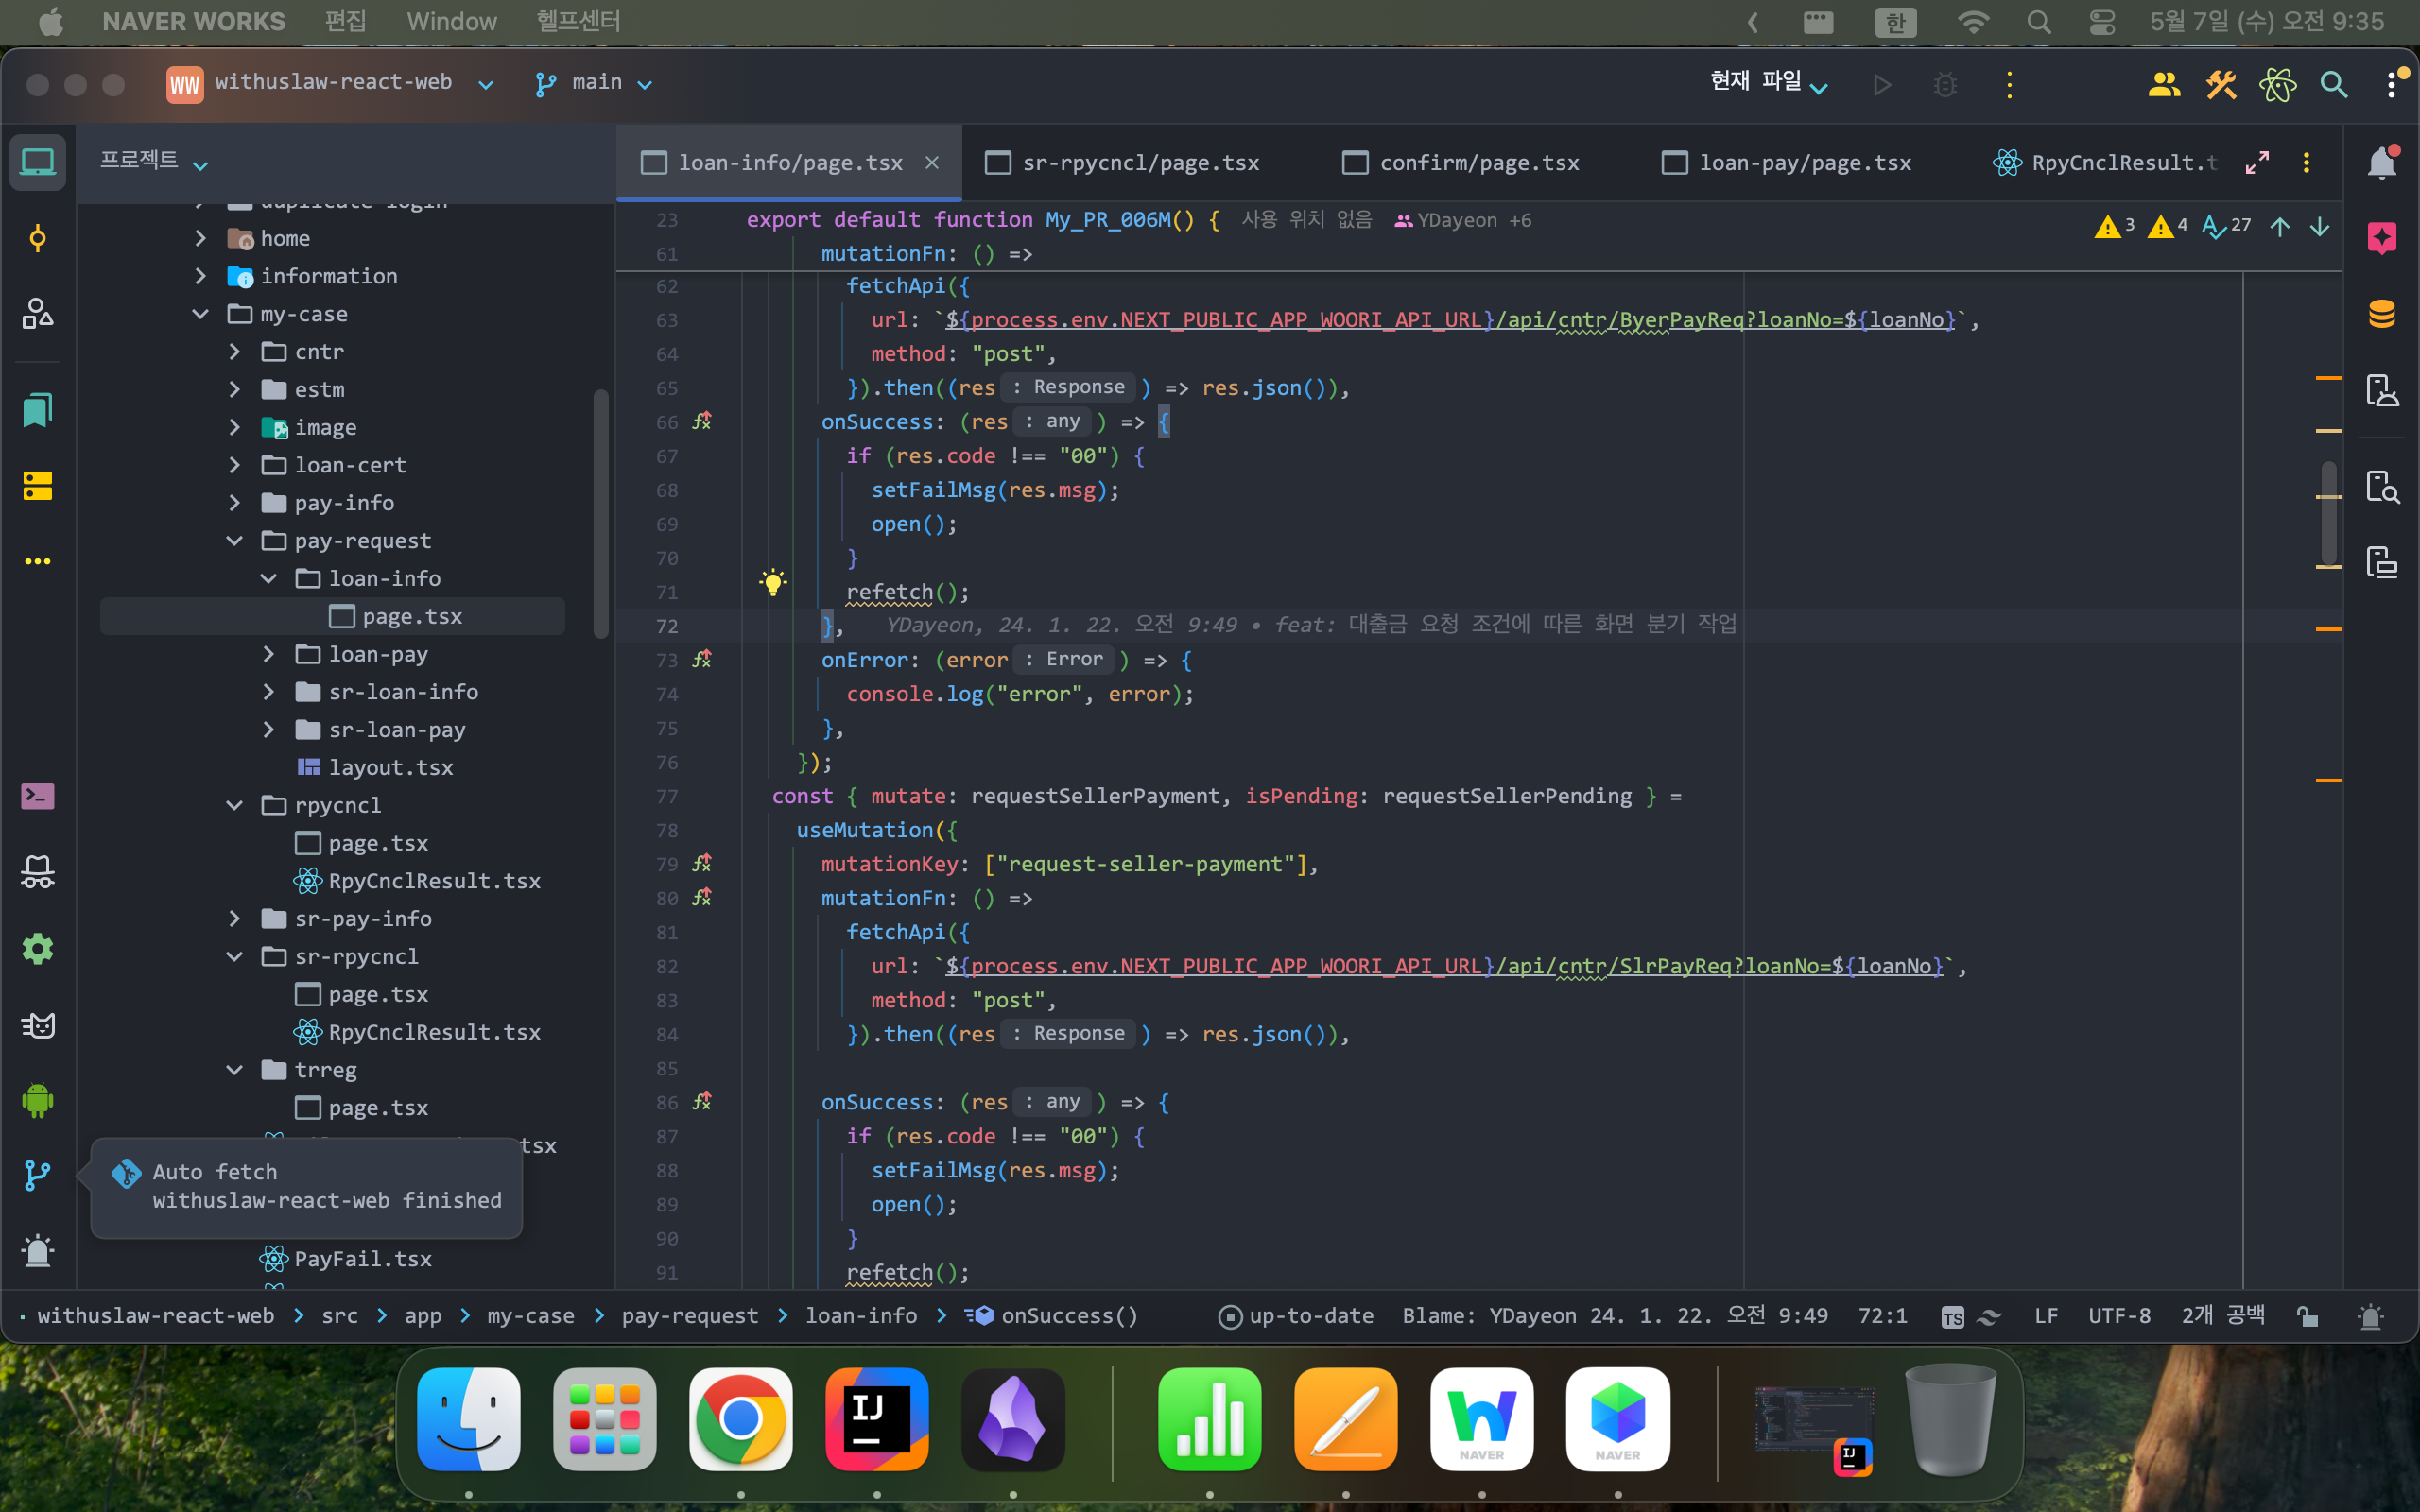 NAVER WORKS 편집 Window 헬프센터 한 5월 7일 (수) 오전 9:35
WW withuslaw-react-web main 현재 파일
프로젝트
loan-info/page.tsx sr-rpycncl/page.tsx confirm/page.tsx loan-pay/page.tsx RpyCnclResult.t
duplicate-login
home
information
my-case
cntr
estm
image
loan-cert
pay-info
pay-request
loan-info
page.tsx
loan-pay
sr-loan-info
sr-loan-pay
layout.tsx
rpycncl
page.tsx
RpyCnclResult.tsx
sr-pay-info
sr-rpycncl
page.tsx
RpyCnclResult.tsx
trreg
page.tsx
tsx
Auto fetch
withuslaw-react-web finished
PayFail.tsx
3 4 27
23 export default function My_PR_006M() { 사용 위치 없음 YDayeon +6
61 mutationFn: () =>
62 fetchApi({
63 url: `${process.env.NEXT_PUBLIC_APP_WOORI_API_URL}/api/cntr/ByerPayReq?loanNo=${loanNo}`,
64 method: "post",
65 }).then((res : Response ) => res.json()),
66 onSuccess: (res : any ) => {
67 if (res.code !== "00") {
68 setFailMsg(res.msg);
69 open();
70 }
71 refetch();
72 }, YDayeon, 24. 1. 22. 오전 9:49 • feat: 대출금 요청 조건에 따른 화면 분기 작업
73 onError: (error : Error ) => {
74 console.log("error", error);
75 },
76 });
77 const { mutate: requestSellerPayment, isPending: requestSellerPending } =
78 useMutation({
79 mutationKey: ["request-seller-payment"],
80 mutationFn: () =>
81 fetchApi({
82 url: `${process.env.NEXT_PUBLIC_APP_WOORI_API_URL}/api/cntr/SlrPayReq?loanNo=${loanNo}`,
83 method: "post",
84 }).then((res : Response ) => res.json()),
85
86 onSuccess: (res : any ) => {
87 if (res.code !== "00") {
88 setFailMsg(res.msg);
89 open();
90 }
91 refetch();
withuslaw-react-web > src > app > my-case > pay-request > loan-info > onSuccess() up-to-date Blame: YDayeon 24. 1. 22. 오전 9:49 72:1 TS LF UTF-8 2개 공백
IJ NAVER NAVER IJ